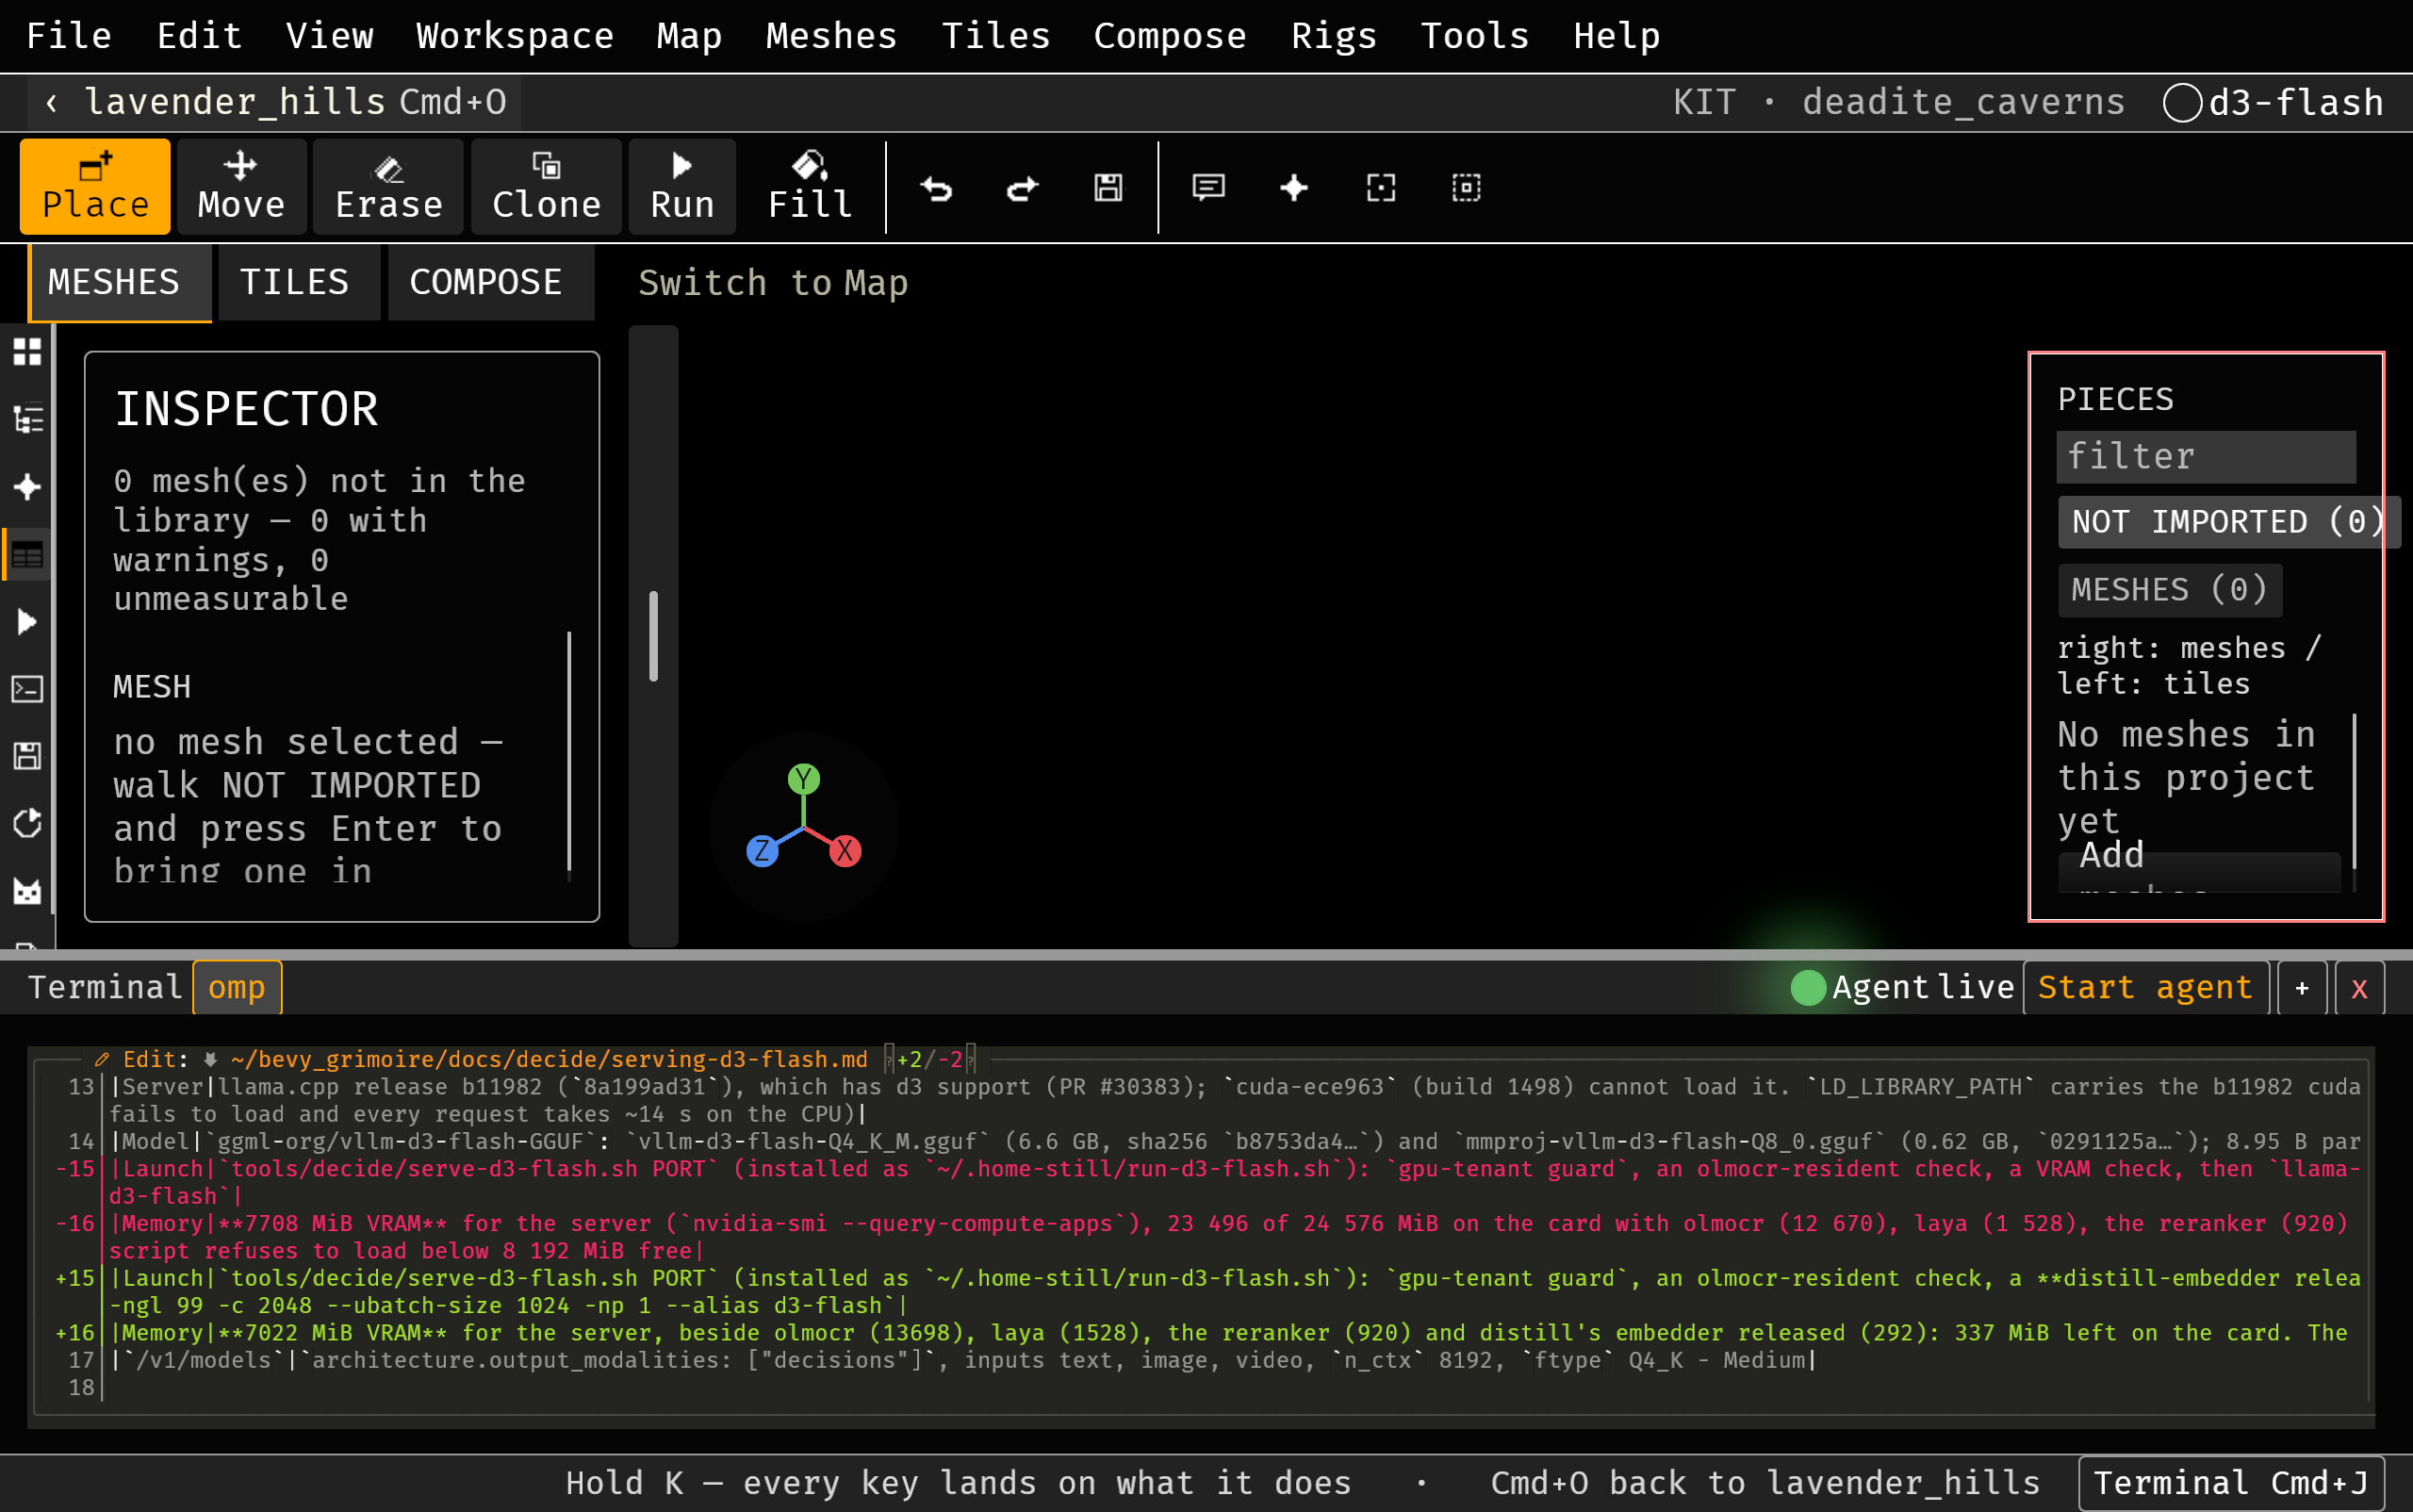 File Edit View Workspace Map Meshes Tiles Compose Rigs Tools Help
‹ lavender_hills Cmd+O
KIT · deadite_caverns d3-flash
Place Move Erase Clone Run Fill
MESHES TILES COMPOSE Switch to Map
INSPECTOR
0 mesh(es) not in the
library — 0 with
warnings, 0
unmeasurable
MESH
no mesh selected —
walk NOT IMPORTED
and press Enter to
bring one in
Y
Z
X
PIECES
filter
NOT IMPORTED (0)
MESHES (0)
right: meshes /
left: tiles
No meshes in
this project
yet
Add
Terminal omp
Agent live Start agent + x
Edit: ~/bevy_grimoire/docs/decide/serving-d3-flash.md +2/-2
13 |Server|llama.cpp release b11982 (`8a199ad31`), which has d3 support (PR #30383); `cuda-ece963` (build 1498) cannot load it. `LD_LIBRARY_PATH` carries the b11982 cuda
fails to load and every request takes ~14 s on the CPU)|
14 |Model|`ggml-org/vllm-d3-flash-GGUF`: `vllm-d3-flash-Q4_K_M.gguf` (6.6 GB, sha256 `b8753da4…`) and `mmproj-vllm-d3-flash-Q8_0.gguf` (0.62 GB, `0291125a…`); 8.95 B par
-15 |Launch|`tools/decide/serve-d3-flash.sh PORT` (installed as `~/.home-still/run-d3-flash.sh`): `gpu-tenant guard`, an olmocr-resident check, a VRAM check, then `llama-
d3-flash`|
-16 |Memory|**7708 MiB VRAM** for the server (`nvidia-smi --query-compute-apps`), 23 496 of 24 576 MiB on the card with olmocr (12 670), laya (1 528), the reranker (920)
script refuses to load below 8 192 MiB free|
+15 |Launch|`tools/decide/serve-d3-flash.sh PORT` (installed as `~/.home-still/run-d3-flash.sh`): `gpu-tenant guard`, an olmocr-resident check, a **distill-embedder relea
-ngl 99 -c 2048 --ubatch-size 1024 -np 1 --alias d3-flash`|
+16 |Memory|**7022 MiB VRAM** for the server, beside olmocr (13698), laya (1528), the reranker (920) and distill's embedder released (292): 337 MiB left on the card. The
17 |`/v1/models`|`architecture.output_modalities: ["decisions"]`, inputs text, image, video, `n_ctx` 8192, `ftype` Q4_K - Medium|
18
Hold K — every key lands on what it does · Cmd+O back to lavender_hills Terminal Cmd+J